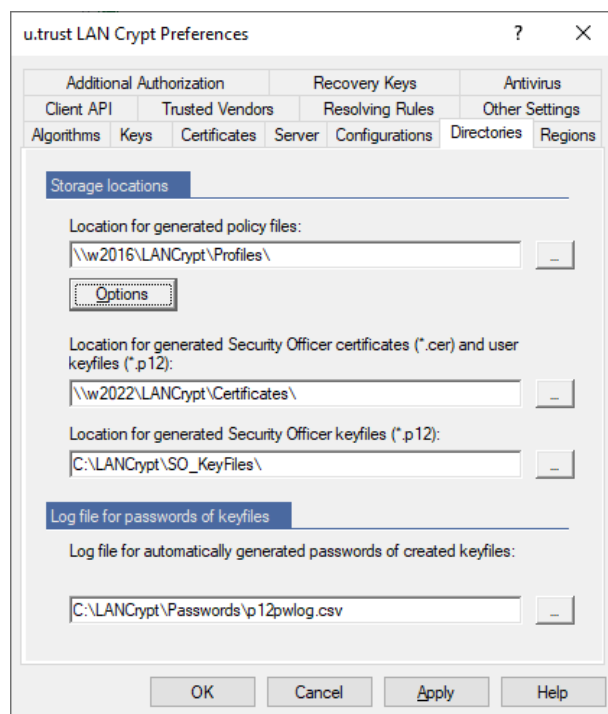 u.trust LAN Crypt Preferences
?
Additional Authorization Recovery Keys Antivirus
Client API Trusted Vendors Resolving Rules Other Settings
Algorithms Keys Certificates Server Configurations Directories Regions
Storage locations
Location for generated policy files:
\\w2016\LANCrypt\Profiles\
...
Options
Location for generated Security Officer certificates (*.cer) and user
keyfiles (*.p12):
\\w2022\LANCrypt\Certificates\
...
Location for generated Security Officer keyfiles (*.p12):
C:\LANCrypt\SO_KeyFiles\
...
Log file for passwords of keyfiles
Log file for automatically generated passwords of created keyfiles:
C:\LANCrypt\Passwords\p12pwlog.csv
...
OK Cancel Apply Help